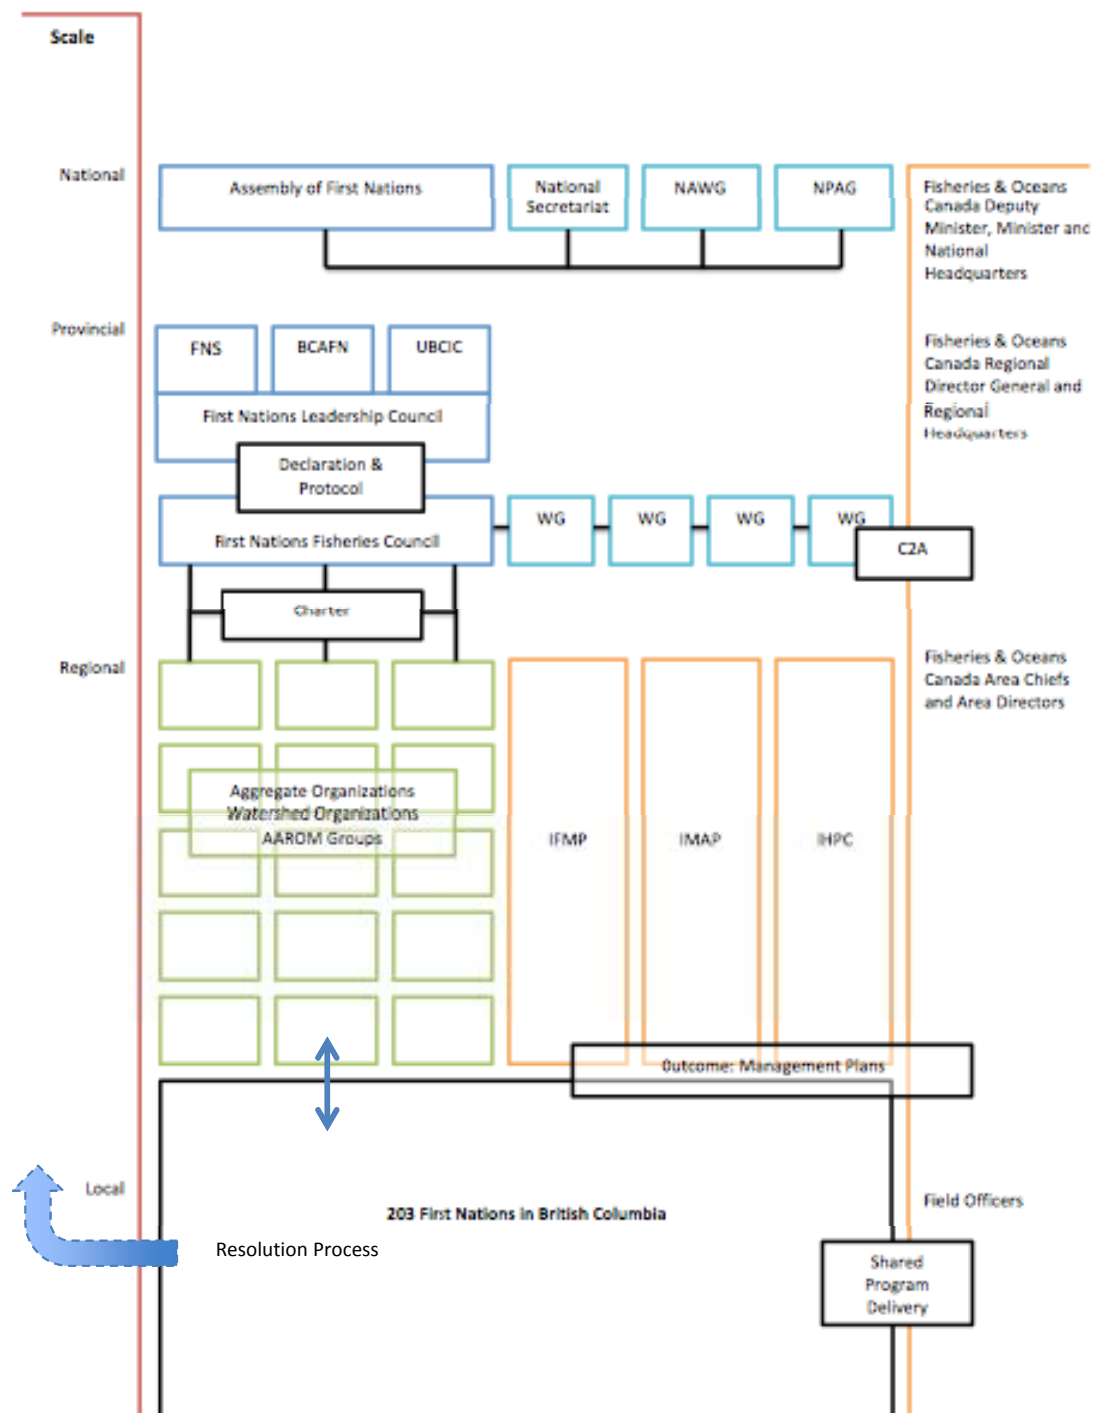 Scale
National
Assembly of First Nations
National
Secretariat
NAWG
NPAG
Fisheries & Oceans
Canada Deputy
Minister, Minister and
National
Headquarters
Provincial
FNS
BCAFN
UBCIC
First Nations Leadership Council
Fisheries & Oceans
Canada Regional
Director General and
Regional
Headquarters
Declaration &
Protocol
First Nations Fisheries Council
WG
WG
WG
WG
C2A
Charter
Regional
Fisheries & Oceans
Canada Area Chiefs
and Area Directors
Aggregate Organizations
Watershed Organizations
AAROM Groups
IFMP
IMAP
IHPC
Outcome: Management Plans
Local
203 First Nations in British Columbia
Field Officers
Resolution Process
Shared
Program
Delivery